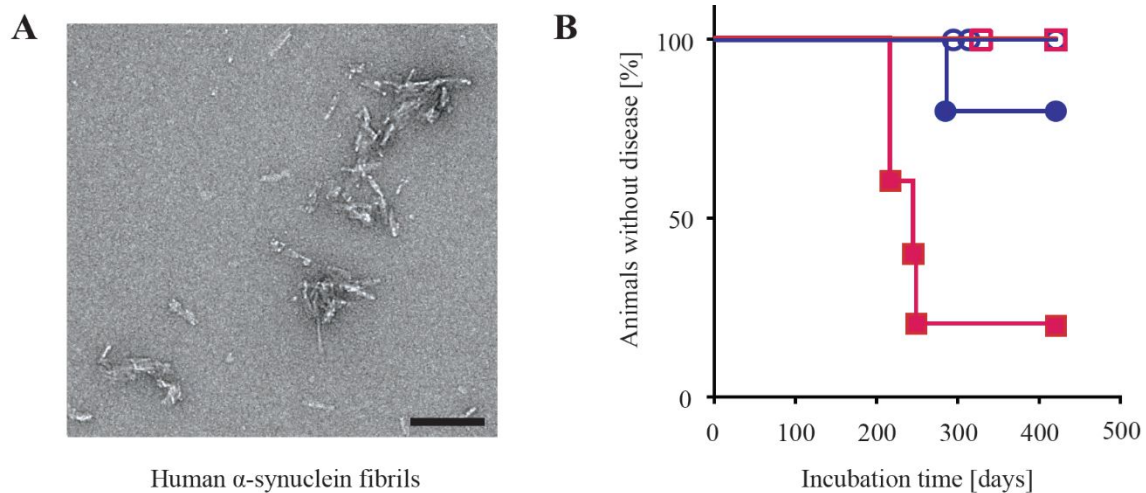 A
Human α-synuclein fibrils
B
Animals without disease [%]
100
50
0
0 100 200 300 400 500
Incubation time [days]